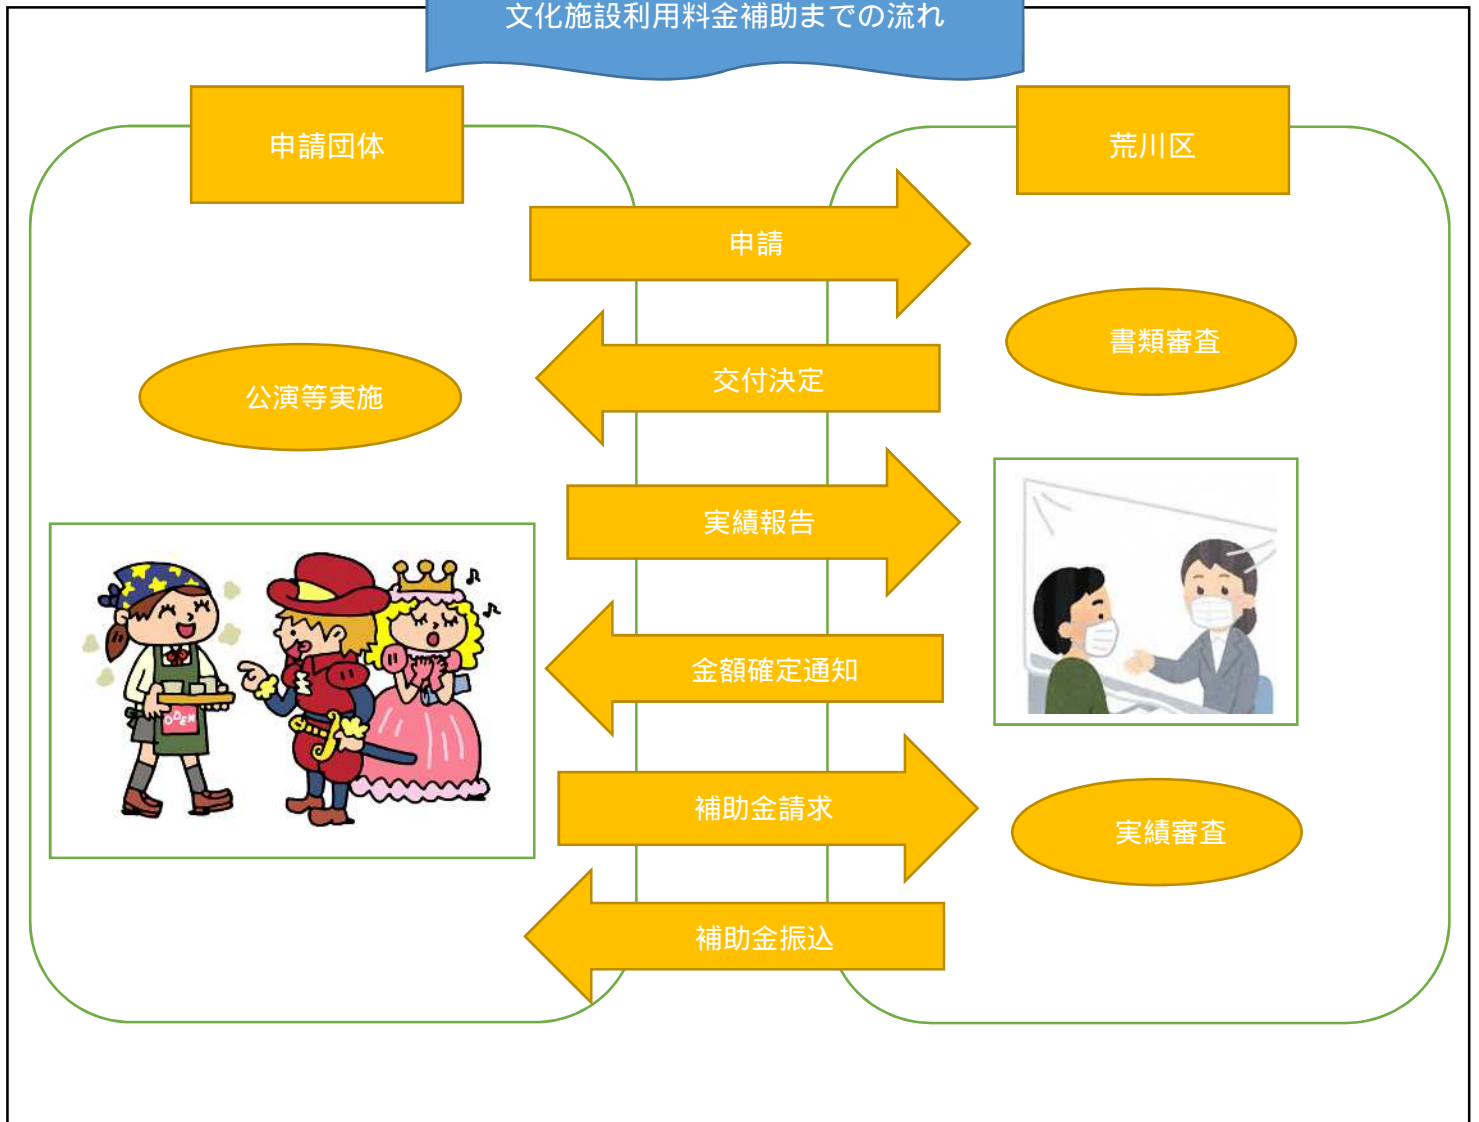 文化施設利用料金補助までの流れ
申請団体
荒川区
申請
書類審査
交付決定
公演等実施
実績報告
金額確定通知
ODEN
補助金請求
実績審査
補助金振込